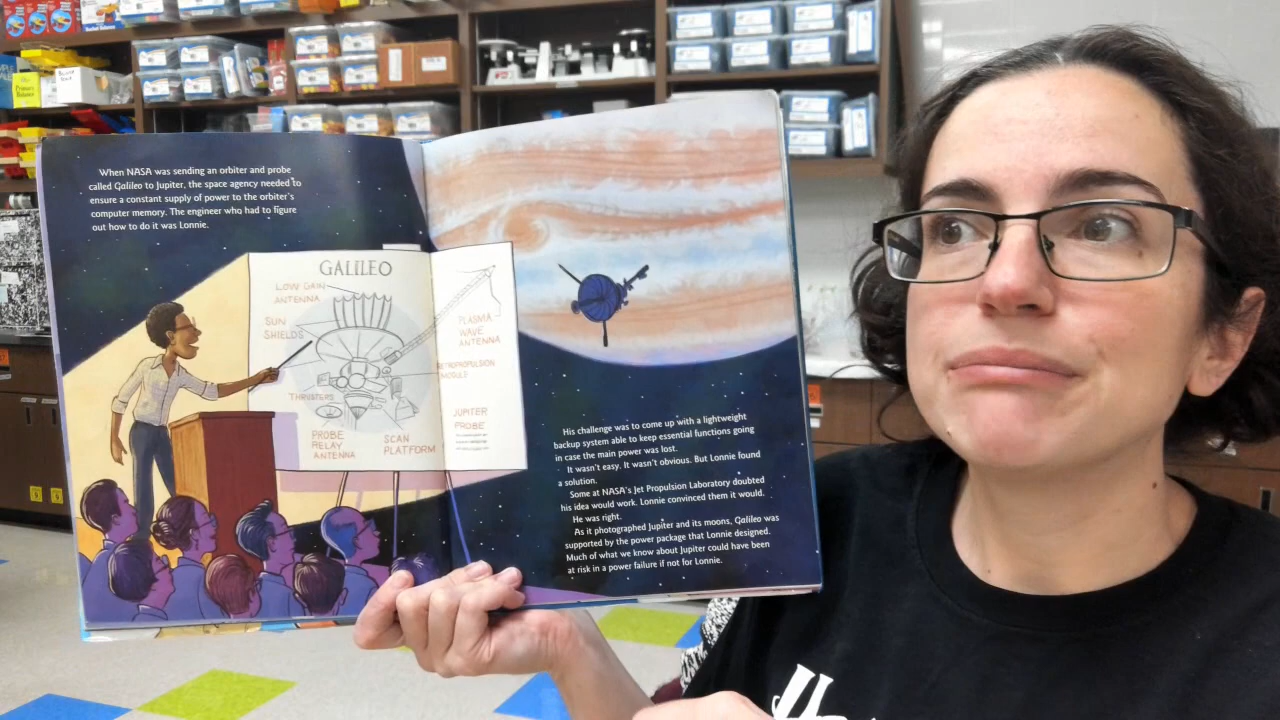 When NASA was sending an orbiter and probe
called Galileo to Jupiter, the space agency needed to
ensure a constant supply of power to the orbiter's
computer memory. The engineer who had to figure
out how to do it was Lonnie.
GALILEO
LOW GAIN
ANTENNA
SUN
SHIELDS
THRUSTERS
PROBE
RELAY
ANTENNA
SCAN
PLATFORM
PLASMA
WAVE
ANTENNA
RETROPROPULSION
MODULE
JUPITER
PROBE
His challenge was to come up with a lightweight
backup system able to keep essential functions going
in case the main power was lost.
It wasn't easy. It wasn't obvious. But Lonnie found
a solution.
Some at NASA's Jet Propulsion Laboratory doubted
his idea would work. Lonnie convinced them it would.
He was right.
As it photographed Jupiter and its moons, Galileo was
supported by the power package that Lonnie designed.
Much of what we know about Jupiter could have been
at risk in a power failure if not for Lonnie.
Primary
Balance